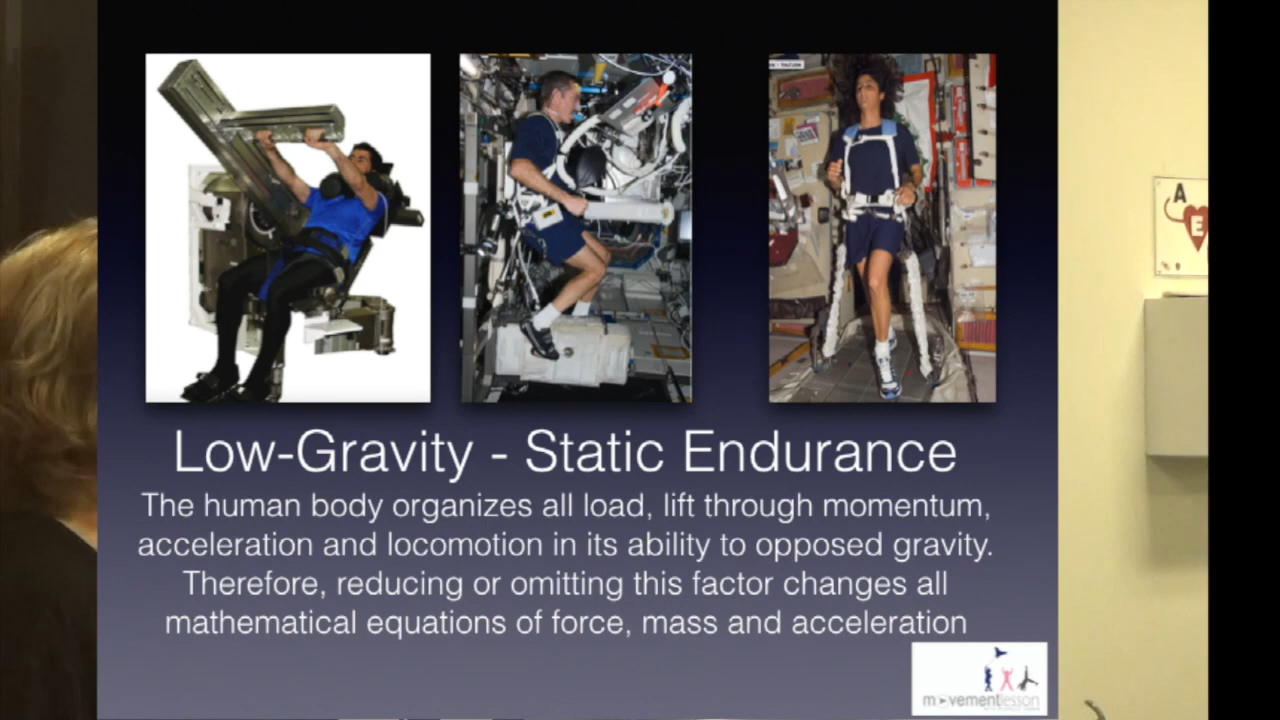 Low-Gravity - Static Endurance
The human body organizes all load, lift through momentum,
acceleration and locomotion in its ability to opposed gravity.
Therefore, reducing or omitting this factor changes all
mathematical equations of force, mass and acceleration
movementlesson
A
E